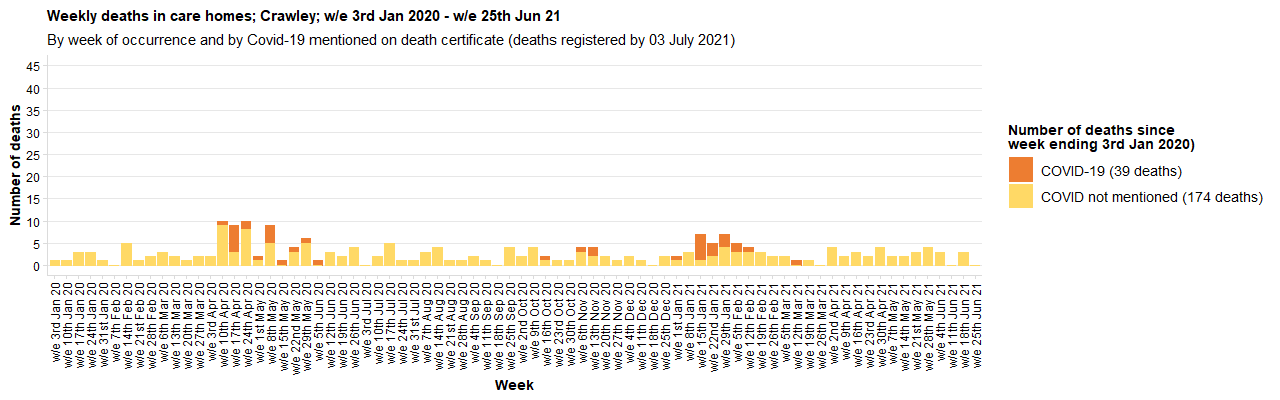 Weekly deaths in care homes; Crawley; w/e 3rd Jan 2020 - w/e 25th Jun 21
By week of occurrence and by Covid-19 mentioned on death certificate (deaths registered by 03 July 2021)
45
40
35
30
25
20
15
10
5
0
Number of deaths
w/e 3rd Jan 20
w/e 10th Jan 20
w/e 17th Jan 20
w/e 24th Jan 20
w/e 31st Jan 20
w/e 7th Feb 20
w/e 14th Feb 20
w/e 21st Feb 20
w/e 28th Feb 20
w/e 6th Mar 20
w/e 13th Mar 20
w/e 20th Mar 20
w/e 27th Mar 20
w/e 3rd Apr 20
w/e 10th Apr 20
w/e 17th Apr 20
w/e 24th Apr 20
w/e 1st May 20
w/e 8th May 20
w/e 15th May 20
w/e 22nd May 20
w/e 29th May 20
w/e 5th Jun 20
w/e 12th Jun 20
w/e 19th Jun 20
w/e 26th Jun 20
w/e 3rd Jul 20
w/e 10th Jul 20
w/e 17th Jul 20
w/e 24th Jul 20
w/e 31st Jul 20
w/e 7th Aug 20
w/e 14th Aug 20
w/e 21st Aug 20
w/e 28th Aug 20
w/e 4th Sep 20
w/e 11th Sep 20
w/e 18th Sep 20
w/e 25th Sep 20
w/e 2nd Oct 20
w/e 9th Oct 20
w/e 16th Oct 20
w/e 23rd Oct 20
w/e 30th Oct 20
w/e 6th Nov 20
w/e 13th Nov 20
w/e 20th Nov 20
w/e 27th Nov 20
w/e 4th Dec 20
w/e 11th Dec 20
w/e 18th Dec 20
w/e 25th Dec 20
w/e 1st Jan 21
w/e 8th Jan 21
w/e 15th Jan 21
w/e 22nd Jan 21
w/e 29th Jan 21
w/e 5th Feb 21
w/e 12th Feb 21
w/e 19th Feb 21
w/e 26th Feb 21
w/e 5th Mar 21
w/e 12th Mar 21
w/e 19th Mar 21
w/e 26th Mar 21
w/e 2nd Apr 21
w/e 9th Apr 21
w/e 16th Apr 21
w/e 23rd Apr 21
w/e 30th Apr 21
w/e 7th May 21
w/e 14th May 21
w/e 21st May 21
w/e 28th May 21
w/e 4th Jun 21
w/e 11th Jun 21
w/e 18th Jun 21
w/e 25th Jun 21
Week
Number of deaths since
week ending 3rd Jan 2020)
COVID-19 (39 deaths)
COVID not mentioned (174 deaths)